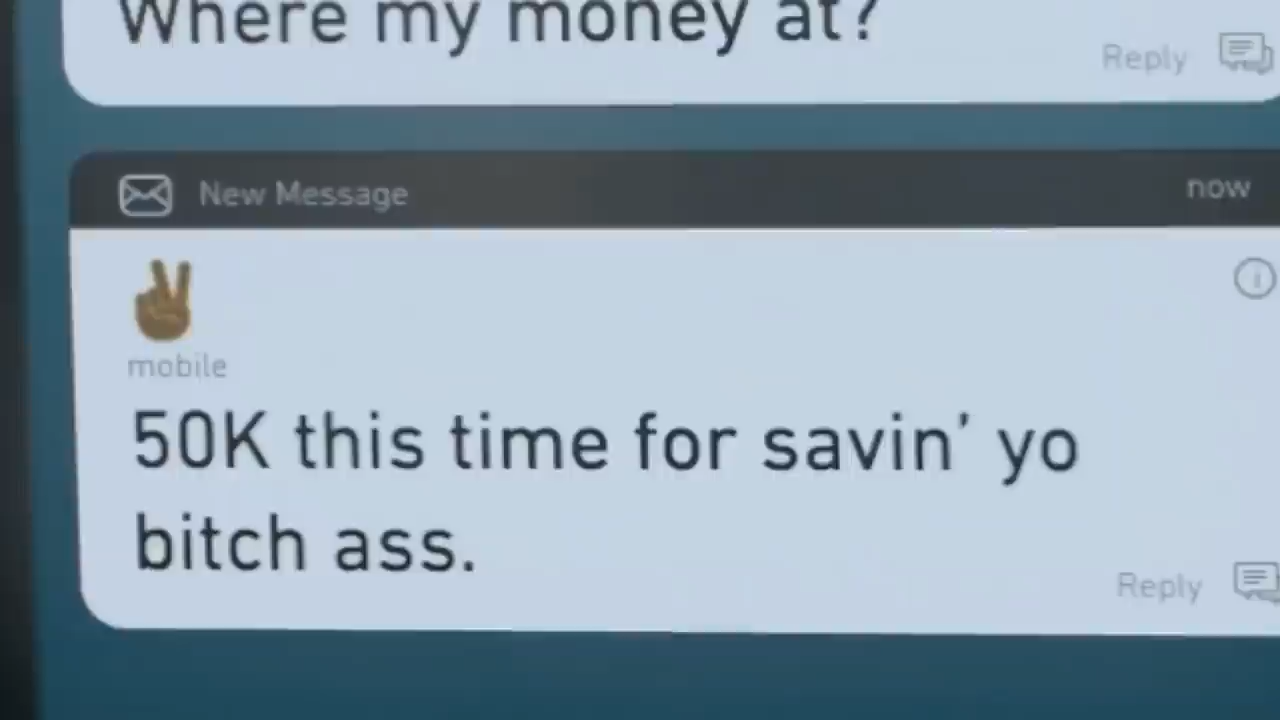 Where my money at?
Reply
New Message
now
✌🏾
mobile
50K this time for savin’ yo
bitch ass.
Reply